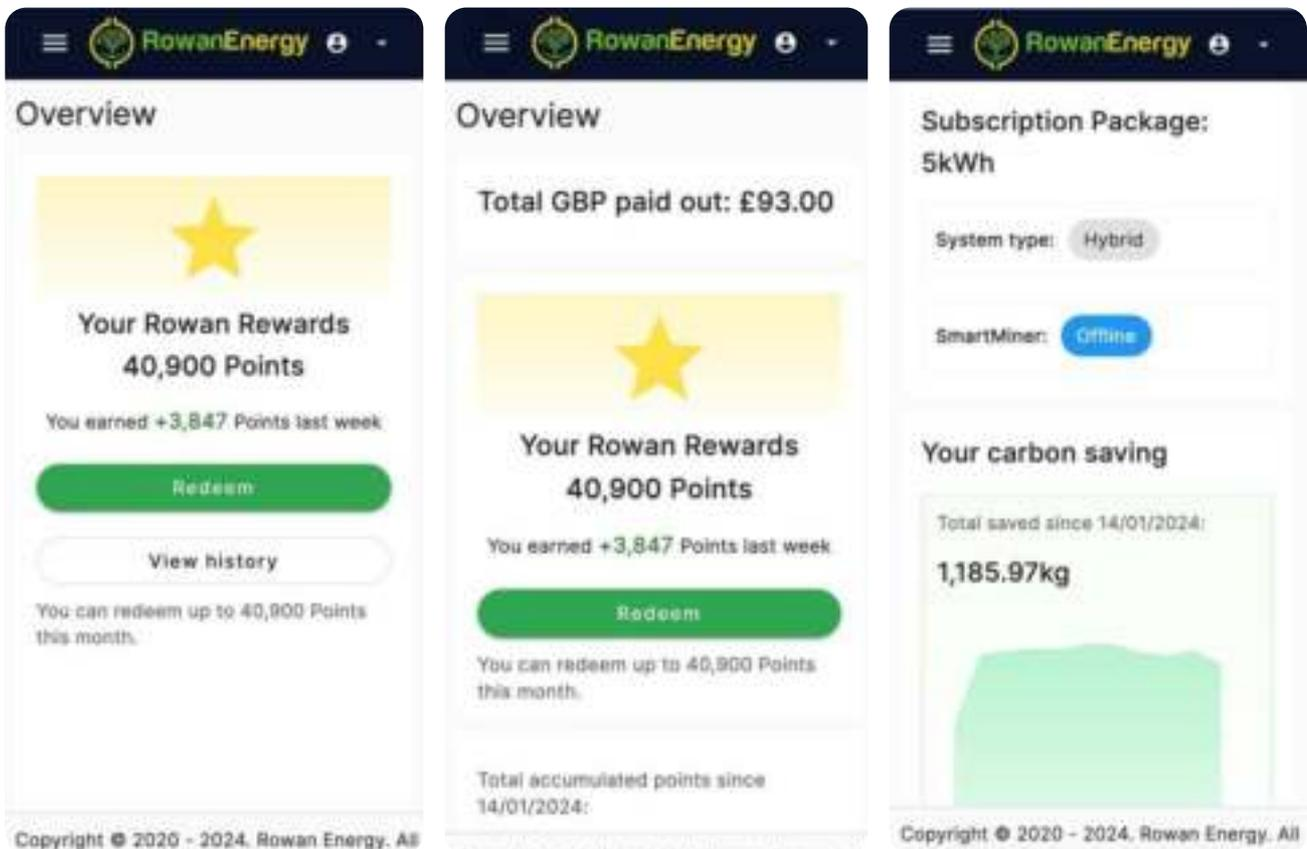 RowanEnergy
Overview
Your Rowan Rewards
40,900 Points
You earned +3,847 Points last week
Redeem
View history
You can redeem up to 40,900 Points
this month.
Copyright © 2020 - 2024. Rowan Energy. All
RowanEnergy
Overview
Total GBP paid out: £93.00
Your Rowan Rewards
40,900 Points
You earned +3,847 Points last week
Redeem
You can redeem up to 40,900 Points
this month.
Total accumulated points since
14/01/2024:
RowanEnergy
Subscription Package:
5kWh
System type: Hybrid
SmartMiner: Offline
Your carbon saving
Total saved since 14/01/2024:
1,185.97kg
Copyright © 2020 - 2024. Rowan Energy. All